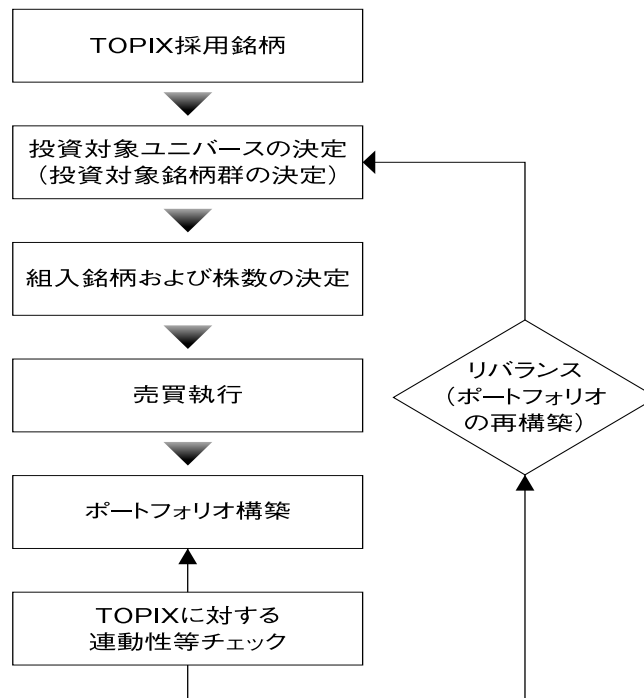 TOPIX採用銘柄
投資対象ユニバースの決定
（投資対象銘柄群の決定）
組入銘柄および株数の決定
売買執行
ポートフォリオ構築
TOPIXに対する
連動性等チェック
リバランス
（ポートフォリオ
の再構築）